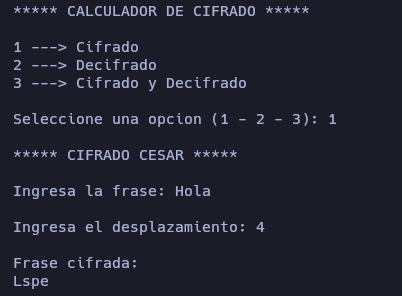 ***** CALCULADOR DE CIFRADO *****
1 ---> Cifrado
2 ---> Decifrado
3 ---> Cifrado y Decifrado
Seleccione una opcion (1 - 2 - 3): 1
***** CIFRADO CESAR *****
Ingresa la frase: Hola
Ingresa el desplazamiento: 4
Frase cifrada:
Lspe